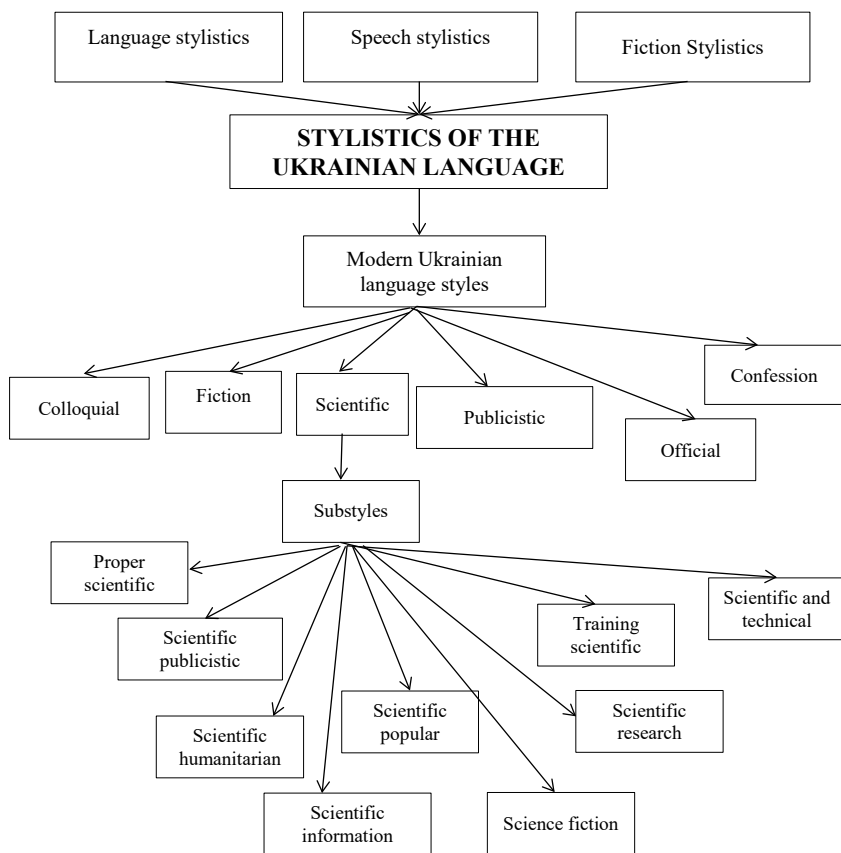 Language stylistics
Speech stylistics
Fiction Stylistics
STYLISTICS OF THE
UKRAINIAN LANGUAGE
Modern Ukrainian
language styles
Colloquial
Fiction
Scientific
Publicistic
Official
Confession
Substyles
Proper
scientific
Scientific
publicistic
Scientific
humanitarian
Scientific
information
Scientific
popular
Science fiction
Scientific
research
Training
scientific
Scientific and
technical